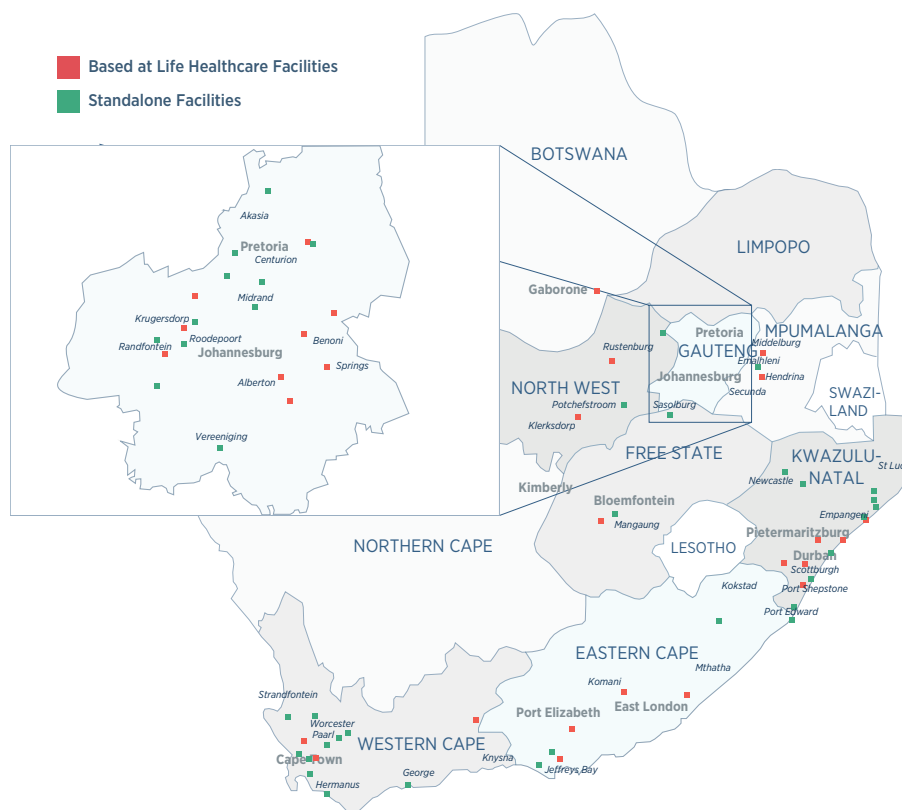 Based at Life Healthcare Facilities
Standalone Facilities
BOTSWANA
Akasia
Pretoria
Centurion
LIMPOPO
Gaborone
Midrand
Krugersdorp
Roodepoort
Randfontein
Johannesburg
Benoni
Springs
Alberton
Vereeniging
Pretoria
MPUMALANGA
Middelburg
Rustenburg
GAUTENG
Emalhleni
Johannesburg
Hendrina
NORTH WEST
Secunda
SWAZI-
LAND
Potchefstroom
Sasolburg
Klerksdorp
FREE STATE
KWAZULU-
NATAL
St Luc
Newcastle
Kimberly
Bloemfontein
Mangaung
Empangeni
Pietermaritzburg
NORTHERN CAPE
LESOTHO
Durban
Scottburgh
Kokstad
Port Shepstone
Port Edward
EASTERN CAPE
Mthatha
Komani
Strandfontein
East London
Port Elizabeth
Worcester
Paarl
WESTERN CAPE
Cape Town
Knysna
Jeffreys Bay
George
Hermanus